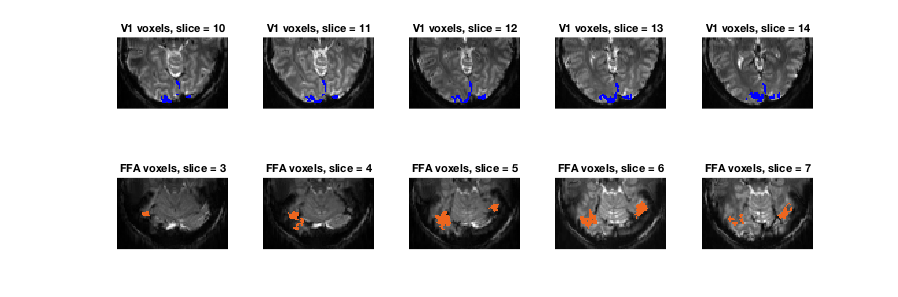 V1 voxels, slice = 10
V1 voxels, slice = 11
V1 voxels, slice = 12
V1 voxels, slice = 13
V1 voxels, slice = 14
FFA voxels, slice = 3
FFA voxels, slice = 4
FFA voxels, slice = 5
FFA voxels, slice = 6
FFA voxels, slice = 7